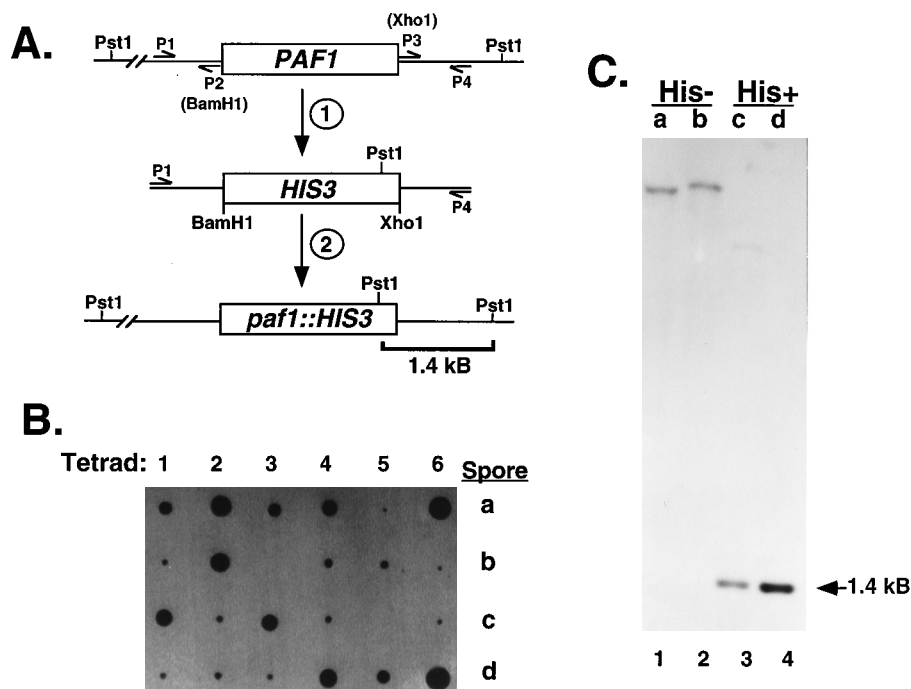 A.
Pst1
P1
(Xho1)
P3
Pst1
PAF1
P2
(BamH1)
P4
1
Pst1
P1
HIS3
P4
BamH1
Xho1
2
Pst1
Pst1
Pst1
paf1::HIS3
1.4 kB
B.
Tetrad: 1 2 3 4 5 6
Spore
a
b
c
d
C.
His- His+
a b c d
1.4 kB
1 2 3 4